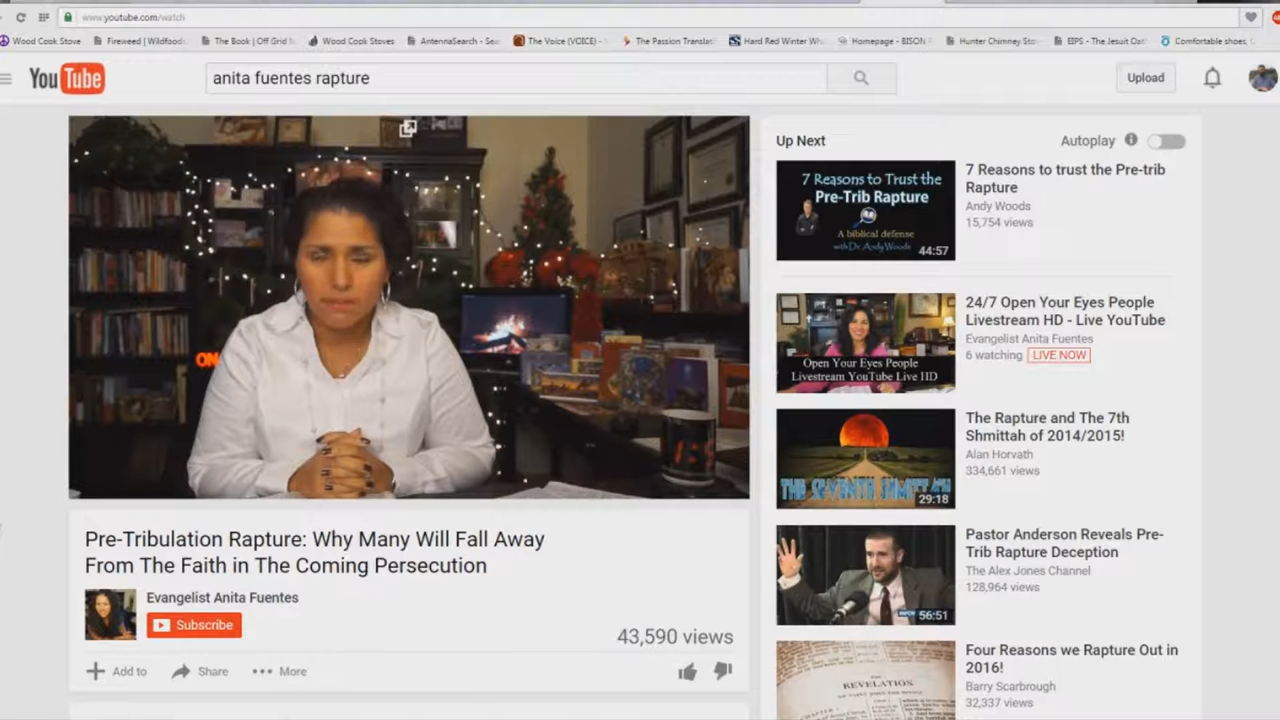 www.youtube.com/watch
Wood Cook Stove
Fireweed | Wildfoods
The Book | Off Grid
Wood Cook Stoves
AntennaSearch - Sea
The Voice (VOICE) -
The Passion Translati
Hard Red Winter Wh
Homepage - BISON
Hunter Chimney Sto
EIPS - The Jesuit Oat
Comfortable shoes,
YouTube
anita fuentes rapture
Upload
ON
Pre-Tribulation Rapture: Why Many Will Fall Away
From The Faith in The Coming Persecution
Evangelist Anita Fuentes
Subscribe
43,590 views
Add to
Share
More
Up Next
Autoplay
7 Reasons to Trust the
Pre-Trib Rapture
A biblical defense
with Dr. Andy Woods
44:57
7 Reasons to trust the Pre-trib
Rapture
Andy Woods
15,754 views
Open Your Eyes People
Livestream YouTube Live HD
24/7 Open Your Eyes People
Livestream HD - Live YouTube
Evangelist Anita Fuentes
6 watching
LIVE NOW
THE SEVENTH SHMITTAH
29:18
The Rapture and The 7th
Shmittah of 2014/2015!
Alan Horvath
334,661 views
56:51
Pastor Anderson Reveals Pre-
Trib Rapture Deception
The Alex Jones Channel
128,964 views
THE
REVELATION
Four Reasons we Rapture Out in
2016!
Barry Scarbrough
32,337 views